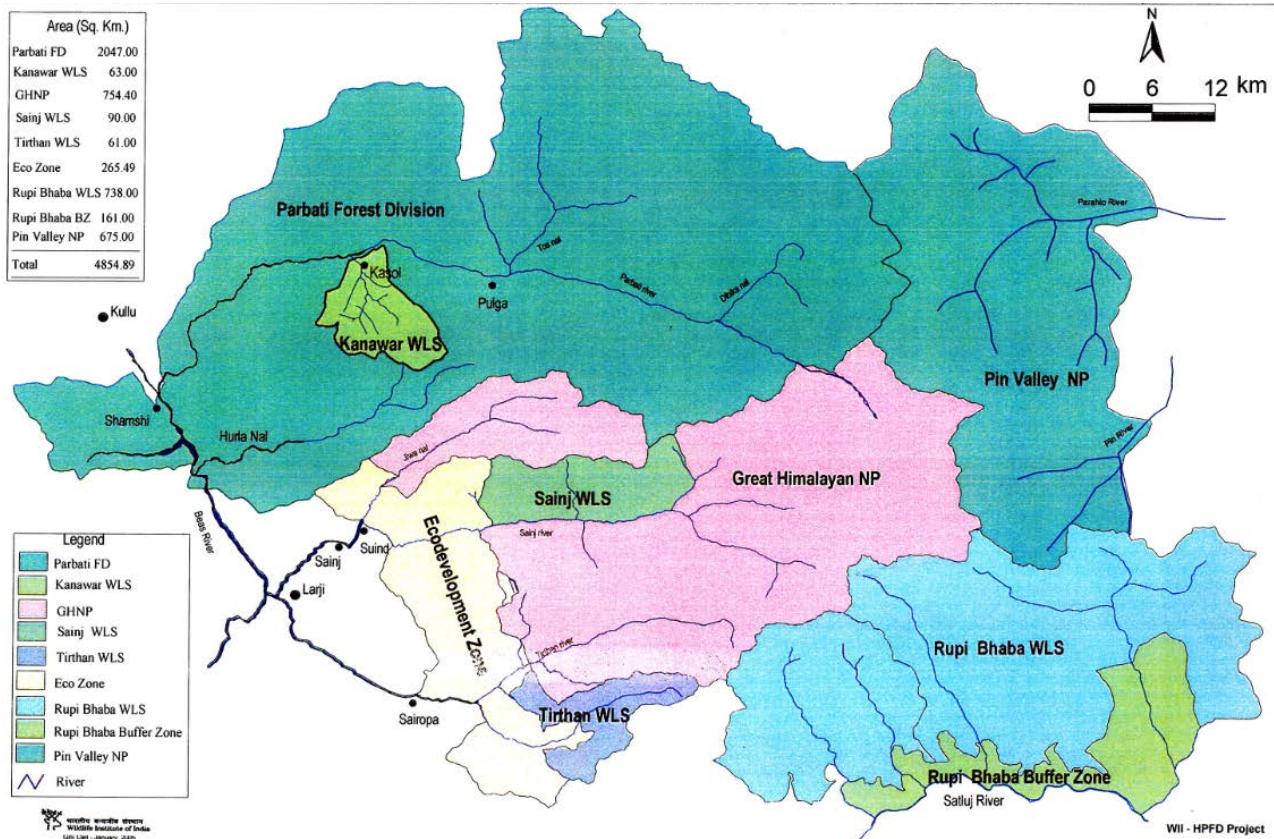 Area (Sq. Km.)
Parbati FD 2047.00
Kanawar WLS 63.00
GHNP 754.40
Sainj WLS 90.00
Tirthan WLS 61.00
Eco Zone 265.49
Rupi Bhaba WLS 738.00
Rupi Bhaba BZ 161.00
Pin Valley NP 675.00
Total 4854.89
N
0 6 12 km
Parbati Forest Division
Parahio River
Tos nal
Kasol
Pulga
Parbati river
Dibika nal
Kullu
Kanawar WLS
Pin Valley NP
Shamshi
Hurla Nal
Jiwa nal
Pin River
Great Himalayan NP
Sainj WLS
Beas River
Sainj river
Suind
Sainj
Larji
Ecodevelopment Zone
Tirthan river
Rupi Bhaba WLS
Sairopa
Tirthan WLS
Rupi Bhaba Buffer Zone
Satluj River
Legend
Parbati FD
Kanawar WLS
GHNP
Sainj WLS
Tirthan WLS
Eco Zone
Rupi Bhaba WLS
Rupi Bhaba Buffer Zone
Pin Valley NP
River
भारतीय वन्यजीव संस्थान
Wildlife Institute of India
WII - HPFD Project